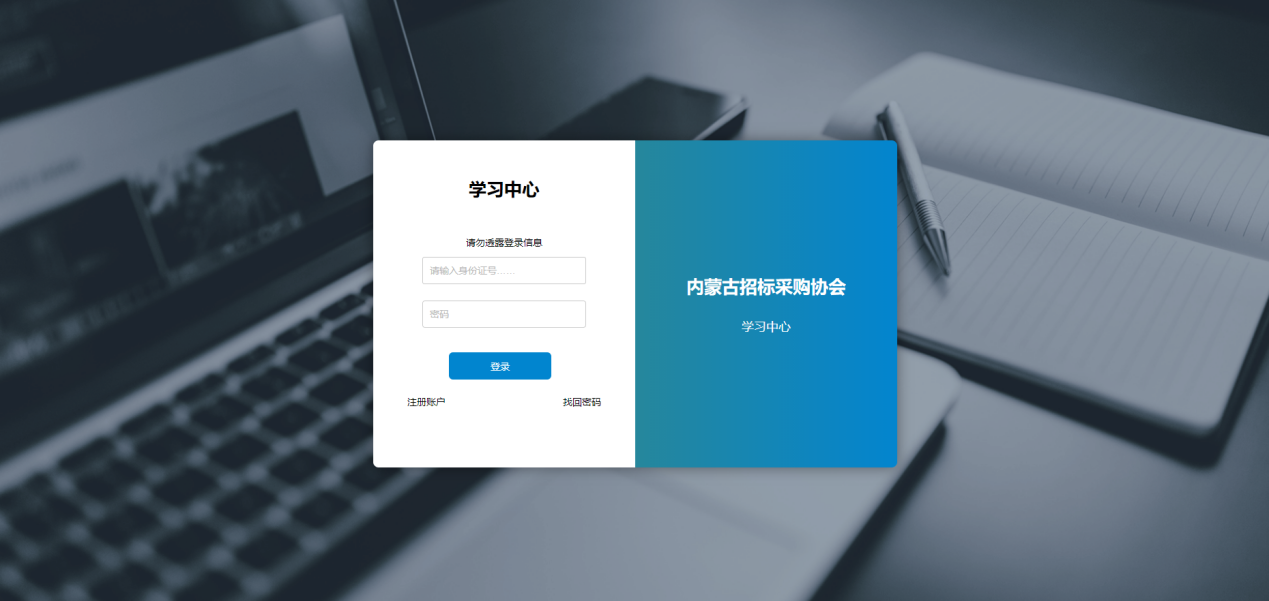 学习中心
请勿透露登录信息
请输入身份证号......
密码
登录
注册账户
找回密码
内蒙古招标采购协会
学习中心